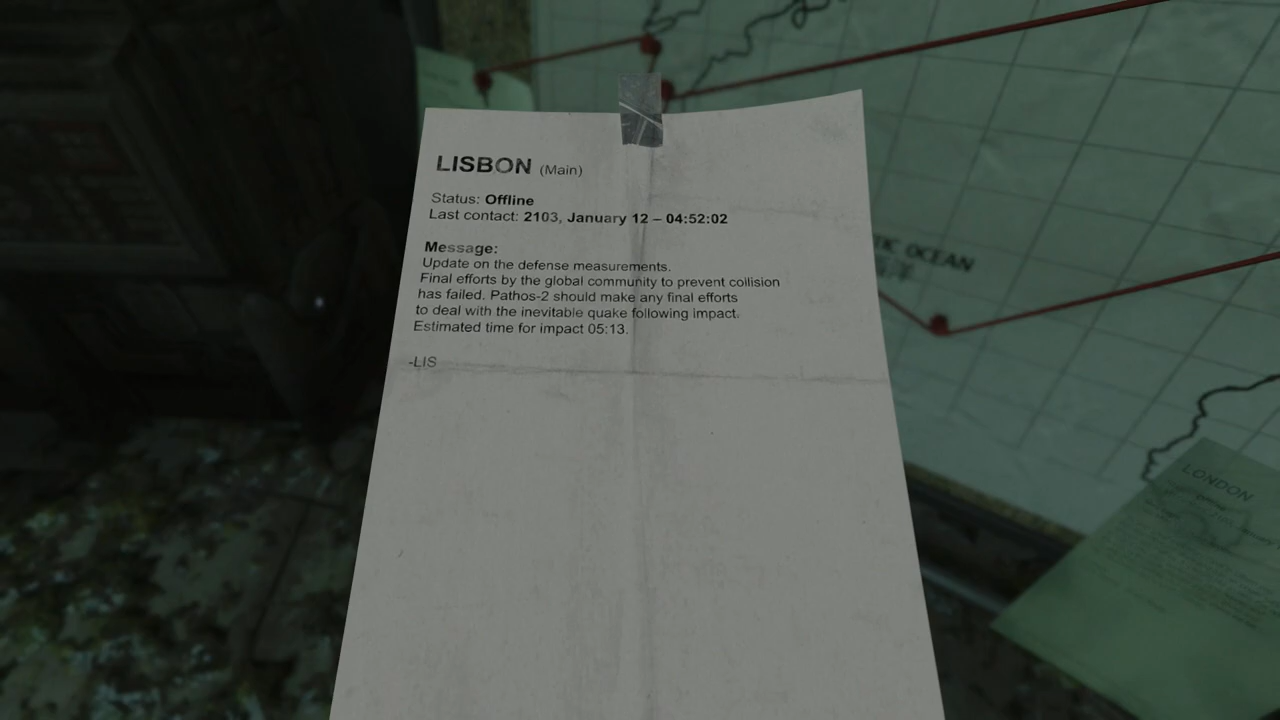 LISBON (Main)
Status: Offline
Last contact: 2103, January 12 – 04:52:02
Message:
Update on the defense measurements.
Final efforts by the global community to prevent collision
has failed. Pathos-2 should make any final efforts
to deal with the inevitable quake following impact.
Estimated time for impact 05:13.
-LIS
OCEAN
LONDON